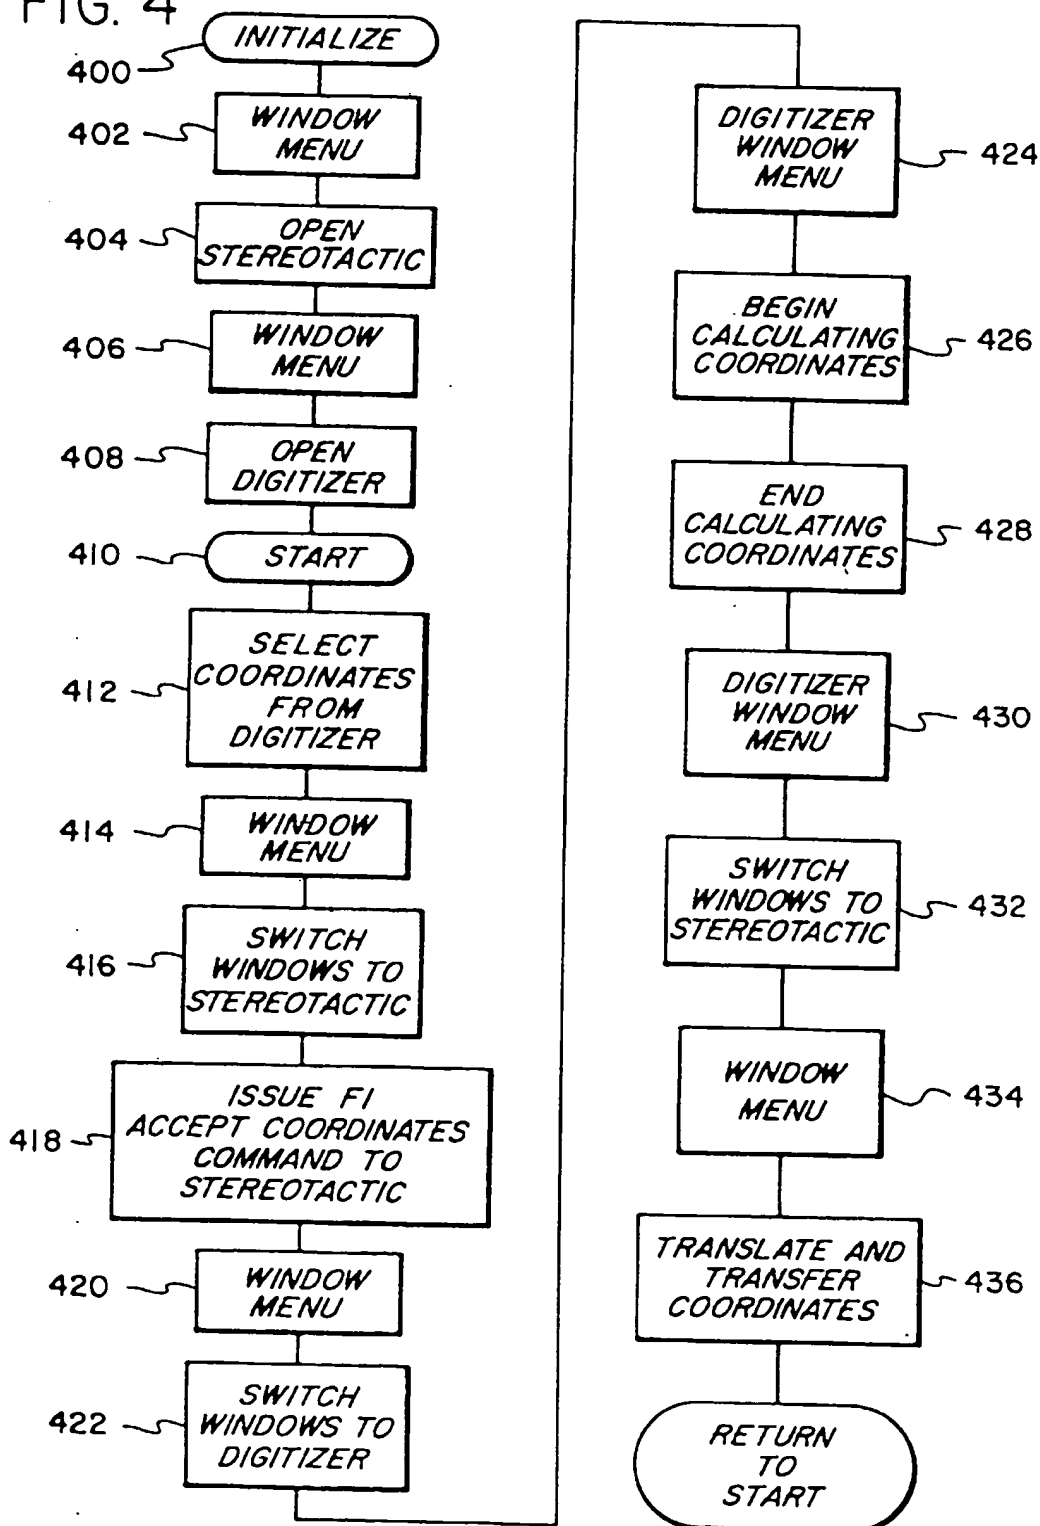 FIG. 4
INITIALIZE
400
WINDOW
MENU
402
OPEN
STEREOTACTIC
404
WINDOW
MENU
406
OPEN
DIGITIZER
408
START
410
SELECT
COORDINATES
FROM
DIGITIZER
412
WINDOW
MENU
414
SWITCH
WINDOWS TO
STEREOTACTIC
416
ISSUE F1
ACCEPT COORDINATES
COMMAND TO
STEREOTACTIC
418
WINDOW
MENU
420
SWITCH
WINDOWS TO
DIGITIZER
422
DIGITIZER
WINDOW
MENU
424
BEGIN
CALCULATING
COORDINATES
426
END
CALCULATING
COORDINATES
428
DIGITIZER
WINDOW
MENU
430
SWITCH
WINDOWS TO
STEREOTACTIC
432
WINDOW
MENU
434
TRANSLATE AND
TRANSFER
COORDINATES
436
RETURN
TO
START